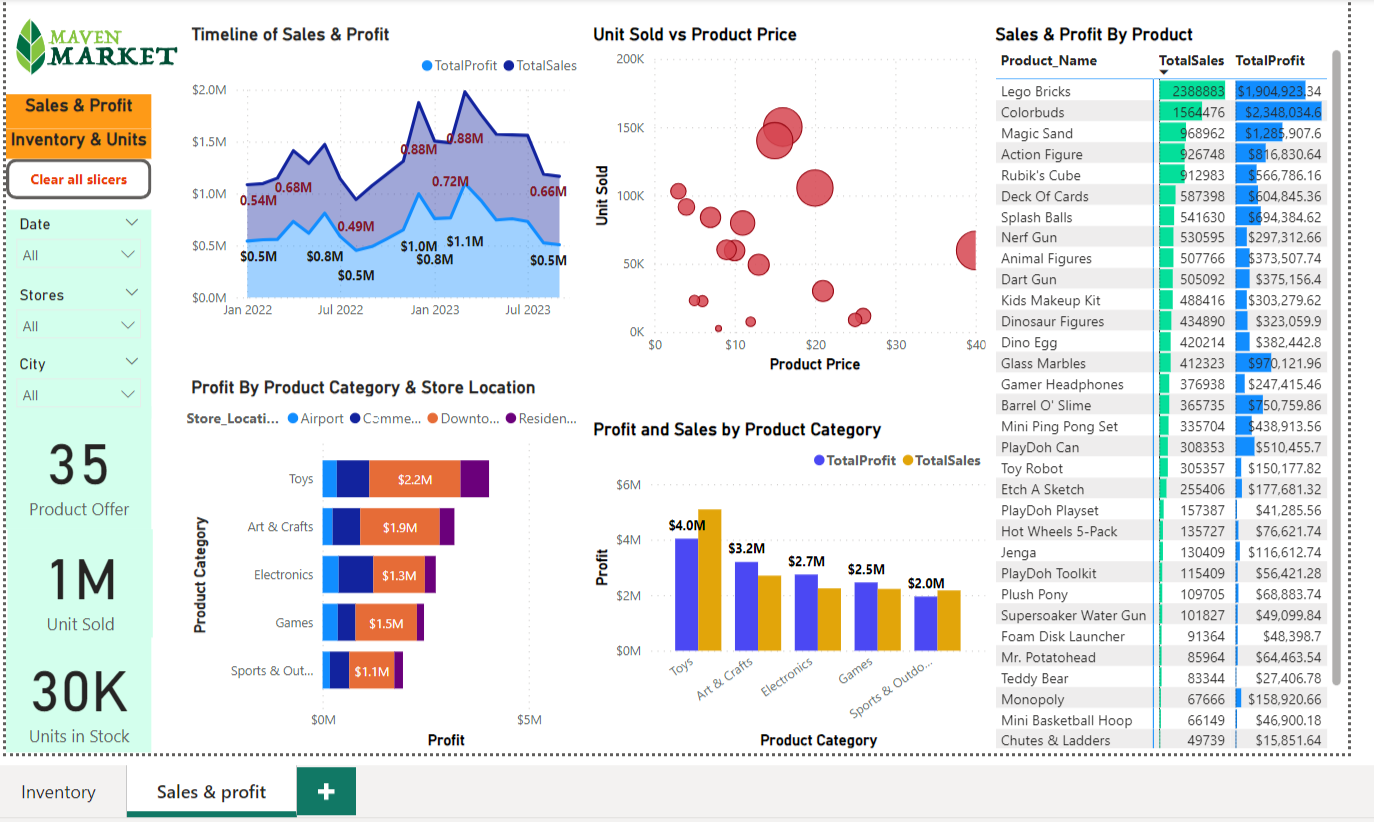 MAVEN
MARKET
Sales & Profit
Inventory & Units
Clear all slicers
Date
All
Stores
All
City
All
35
Product Offer
1M
Unit Sold
30K
Units in Stock
Timeline of Sales & Profit
TotalProfit TotalSales
$2.0M
$1.5M
$1.0M
$0.5M
$0.0M
0.54M
0.68M
0.49M
0.88M
0.72M
0.88M
0.66M
$0.5M
$0.8M
$0.5M
$1.0M
$0.8M
$1.1M
$0.5M
Jan 2022 Jul 2022 Jan 2023 Jul 2023
Profit By Product Category & Store Location
Store_Locati... Airport Comme... Downto... Residen...
Product Category
Toys $2.2M
Art & Crafts $1.9M
Electronics $1.3M
Games $1.5M
Sports & Out... $1.1M
$0M $5M
Profit
Unit Sold vs Product Price
Unit Sold
200K
150K
100K
50K
0K
$0 $10 $20 $30 $40
Product Price
Profit and Sales by Product Category
TotalProfit TotalSales
Profit
$6M
$4M
$2M
$0M
$4.0M
$3.2M
$2.7M
$2.5M
$2.0M
Toys
Art & Crafts
Electronics
Games
Sports & Outdo...
Product Category
Sales & Profit By Product
Product_Name TotalSales TotalProfit
Lego Bricks 2388883 $1,904,923.34
Colorbuds 1564476 $2,348,034.6
Magic Sand 968962 $1,285,907.6
Action Figure 926748 $816,830.64
Rubik's Cube 912983 $566,786.16
Deck Of Cards 587398 $604,845.36
Splash Balls 541630 $694,384.62
Nerf Gun 530595 $297,312.66
Animal Figures 507766 $373,507.74
Dart Gun 505092 $375,156.4
Kids Makeup Kit 488416 $303,279.62
Dinosaur Figures 434890 $323,059.9
Dino Egg 420214 $382,442.8
Glass Marbles 412323 $970,121.96
Gamer Headphones 376938 $247,415.46
Barrel O' Slime 365735 $750,759.86
Mini Ping Pong Set 335704 $438,913.56
PlayDoh Can 308353 $510,455.7
Toy Robot 305357 $150,177.82
Etch A Sketch 255406 $177,681.32
PlayDoh Playset 157387 $41,285.56
Hot Wheels 5-Pack 135727 $76,621.74
Jenga 130409 $116,612.74
PlayDoh Toolkit 115409 $56,421.28
Plush Pony 109705 $68,883.74
Supersoaker Water Gun 101827 $49,099.84
Foam Disk Launcher 91364 $48,398.7
Mr. Potatohead 85964 $64,463.54
Teddy Bear 83344 $27,406.78
Monopoly 67666 $158,920.66
Mini Basketball Hoop 66149 $46,900.18
Chutes & Ladders 49739 $15,851.64
Inventory Sales & profit +